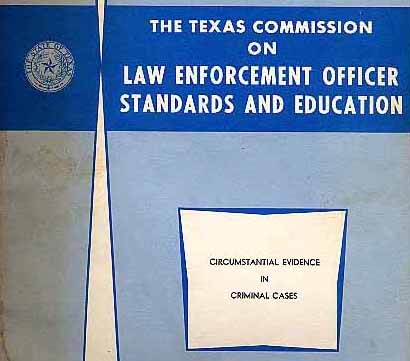 THE TEXAS COMMISSION
ON
LAW ENFORCEMENT OFFICER
STANDARDS AND EDUCATION
CIRCUMSTANTIAL EVIDENCE
IN
CRIMINAL CASES